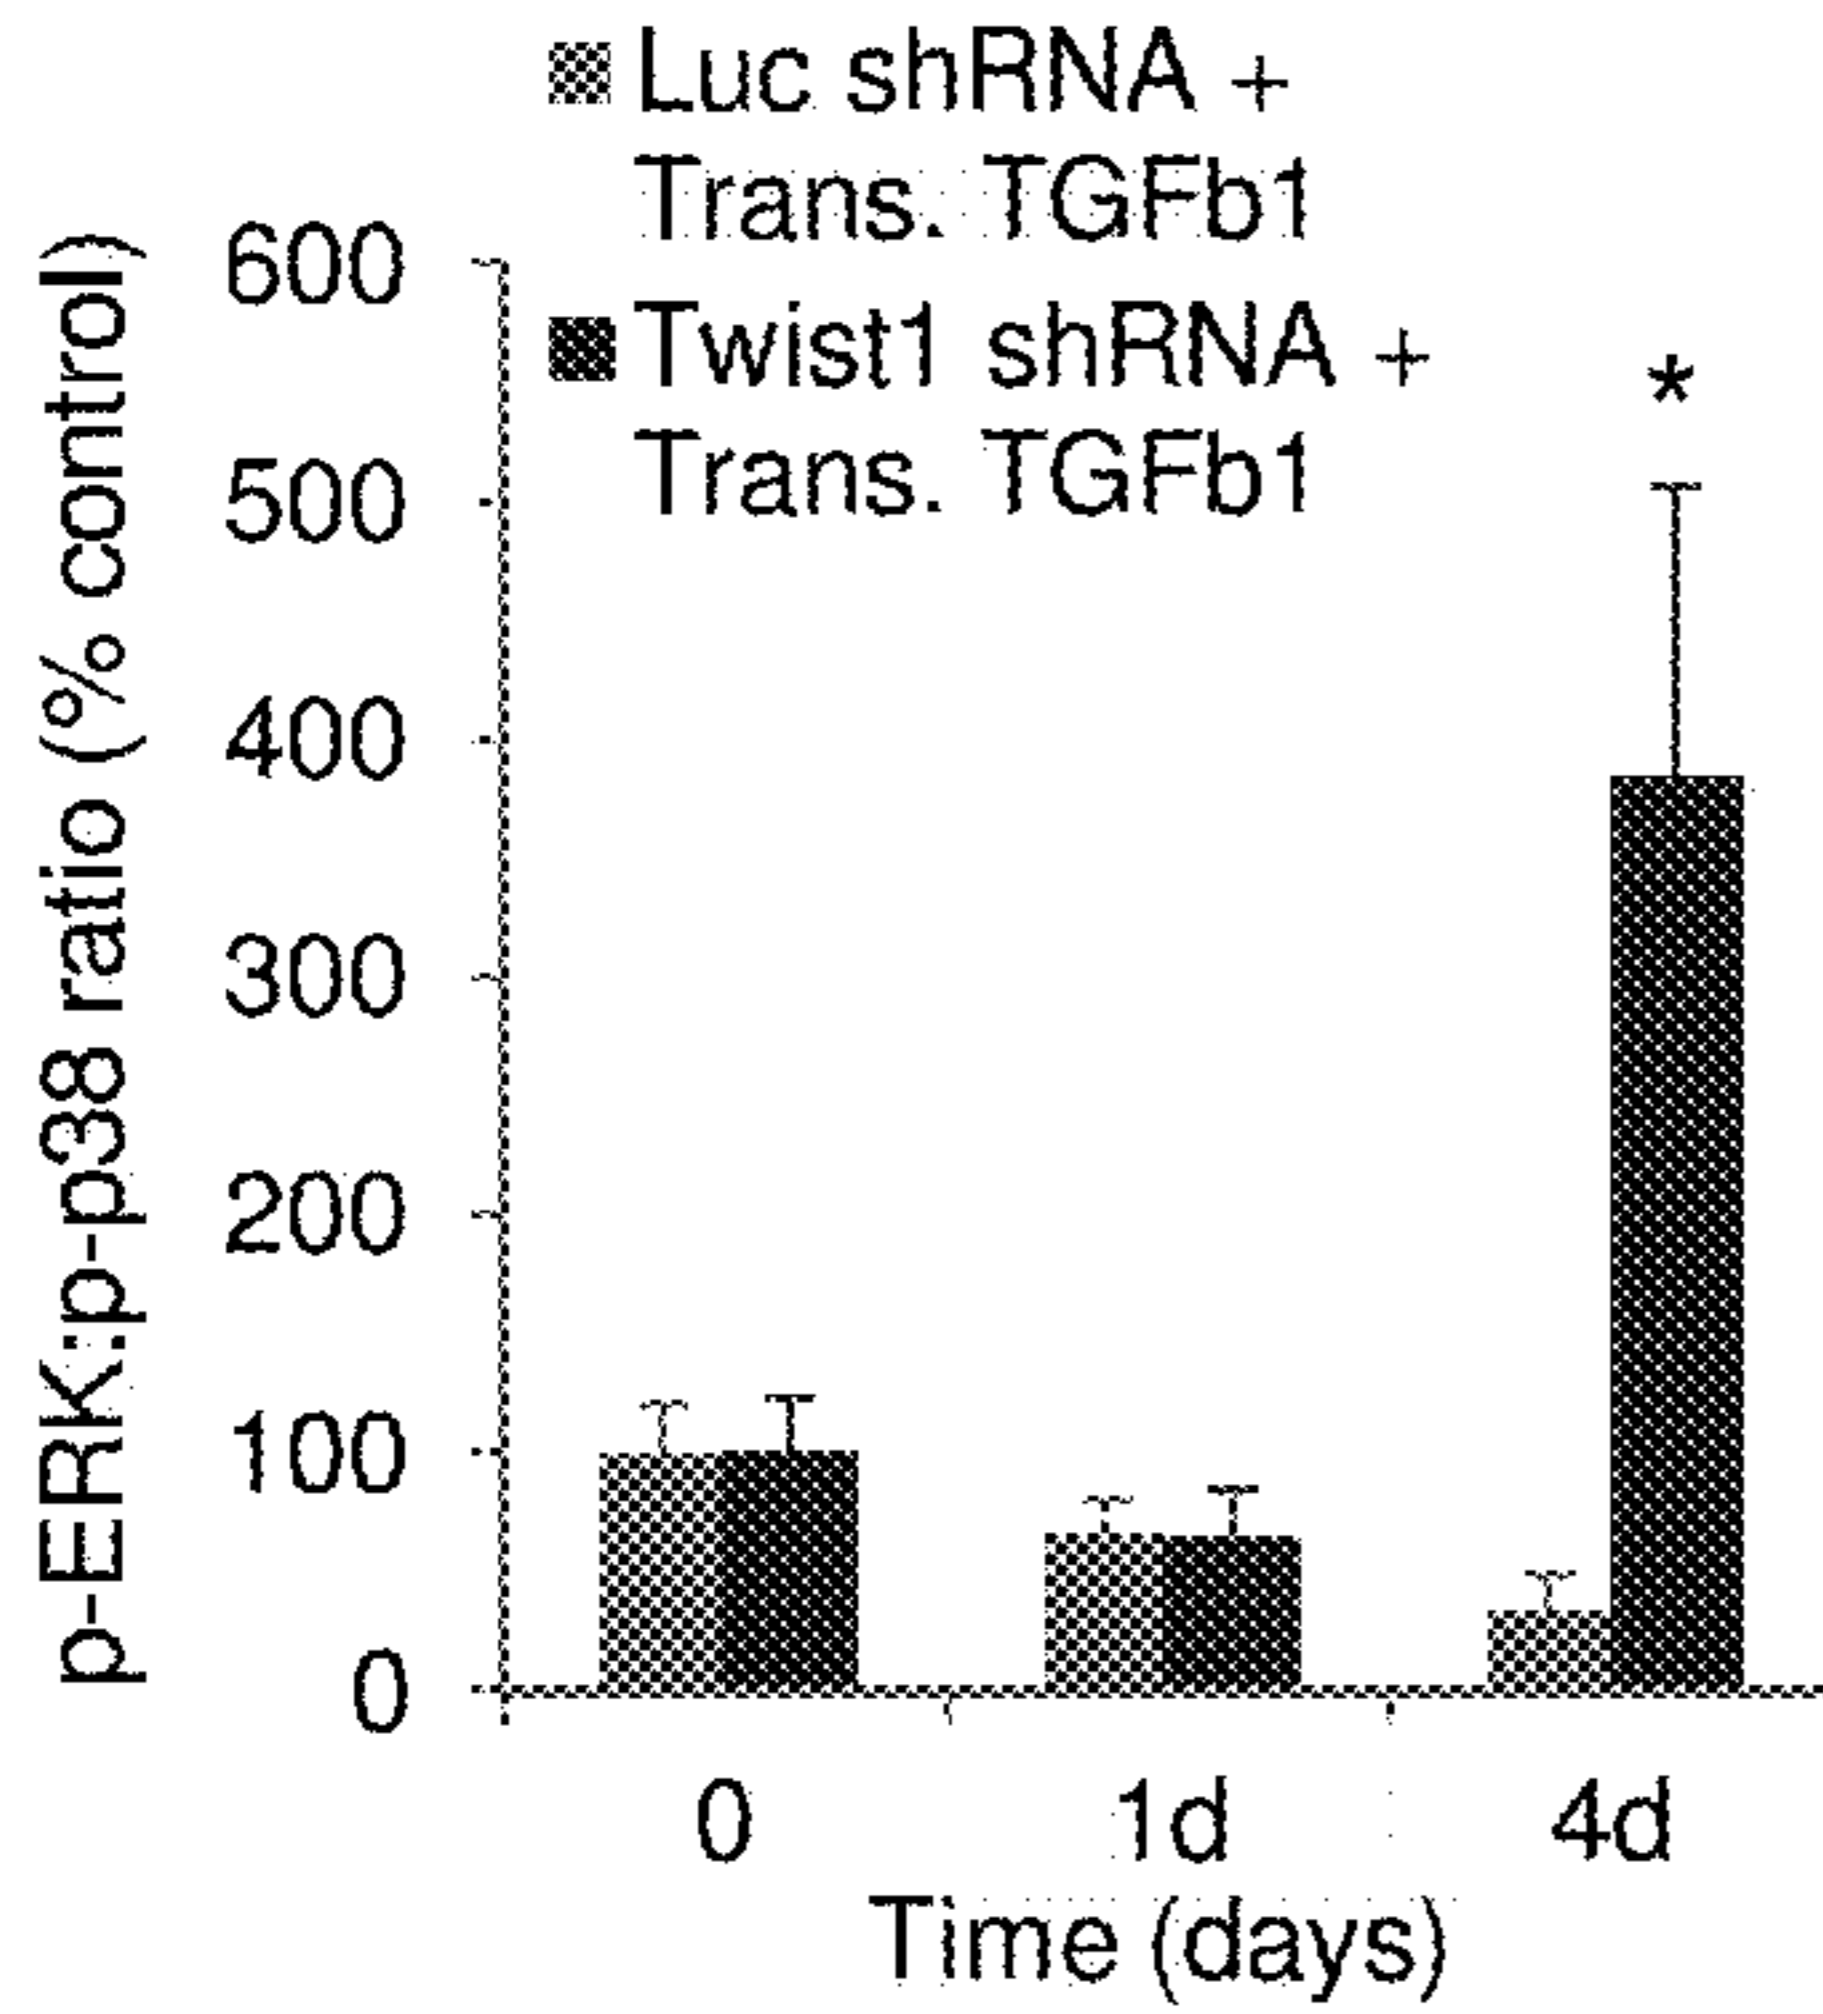 Luc shRNA +
Trans. TGFb1
Twist1 shRNA +
Trans. TGFb1
p-ERK:p-p38 ratio (% control)
600
500
400
300
200
100
0
*
0 1d 4d
Time (days)